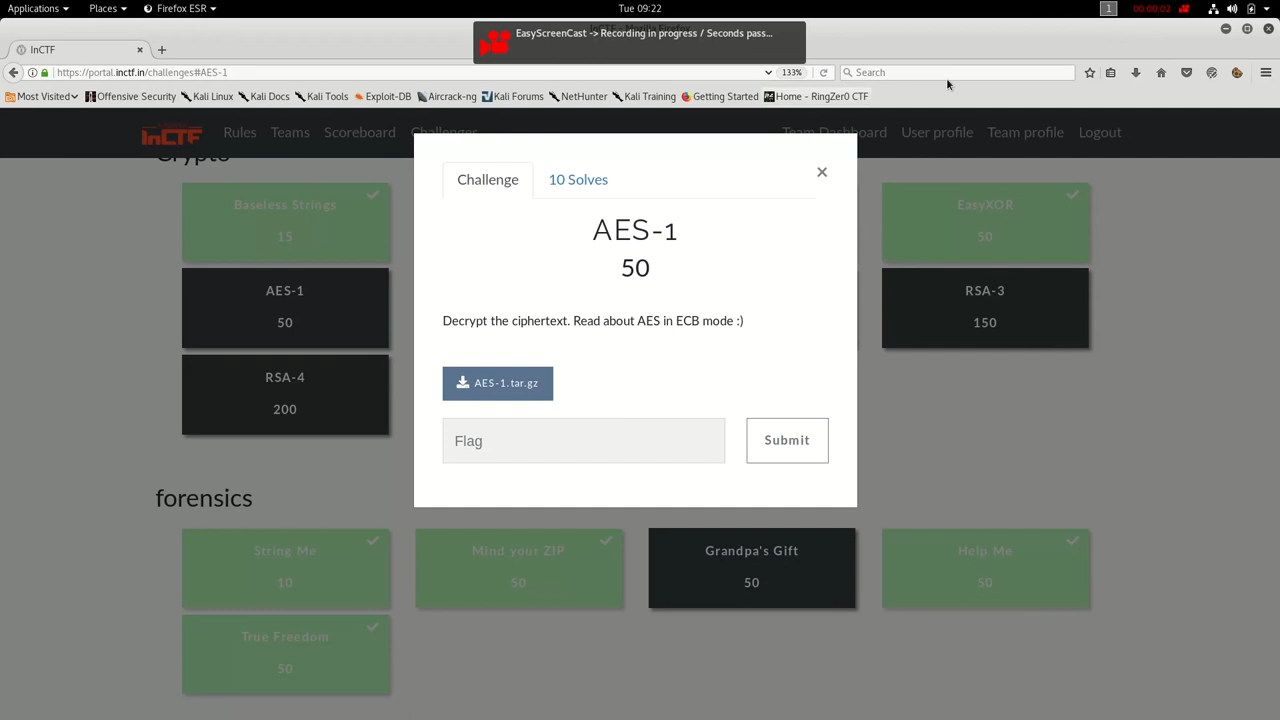 Applications
Places
Firefox ESR
Tue 09:22
1
00:00:02
EasyScreenCast -> Recording in progress / Seconds pass...
InCTF
https://portal.inctf.in/challenges#AES-1
133%
Search
Most Visited
Offensive Security
Kali Linux
Kali Docs
Kali Tools
Exploit-DB
Aircrack-ng
Kali Forums
NetHunter
Kali Training
Getting Started
Home - RingZer0 CTF
InCTF
Rules
Teams
Scoreboard
Challenges
Team Dashboard
User profile
Team profile
Logout
Crypto
Baseless Strings
15
EasyXOR
50
AES-1
50
RSA-3
150
RSA-4
200
Challenge
10 Solves
×
AES-1
50
Decrypt the ciphertext. Read about AES in ECB mode :)
AES-1.tar.gz
Flag
Submit
forensics
String Me
10
Mind your ZIP
50
Grandpa's Gift
50
Help Me
50
True Freedom
50